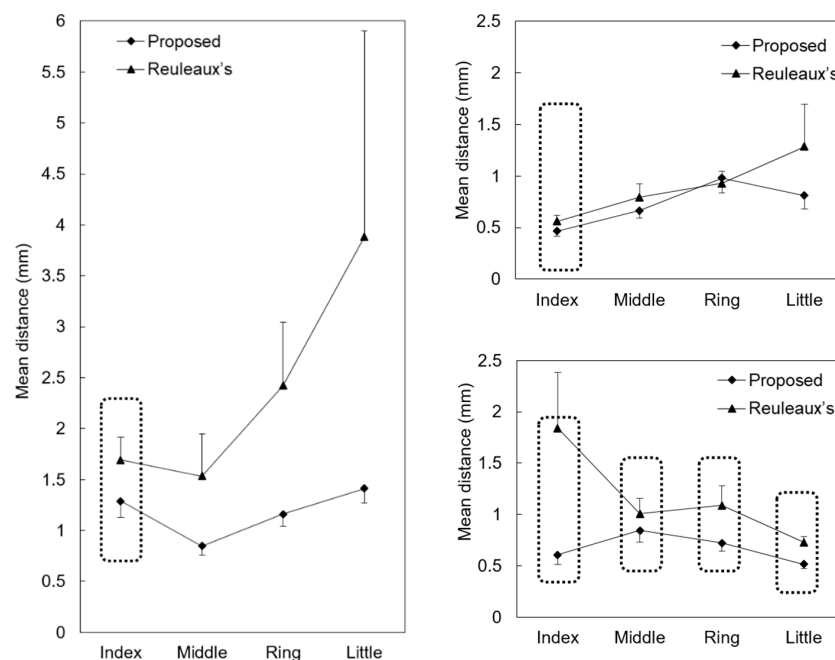 6
5.5
5
4.5
4
3.5
3
2.5
2
1.5
1
0.5
0
Mean distance (mm)
Proposed
Reuleaux's
Index Middle Ring Little
2.5
2
1.5
1
0.5
0
Mean distance (mm)
Proposed
Reuleaux's
Index Middle Ring Little
2.5
2
1.5
1
0.5
0
Mean distance (mm)
Proposed
Reuleaux's
Index Middle Ring Little